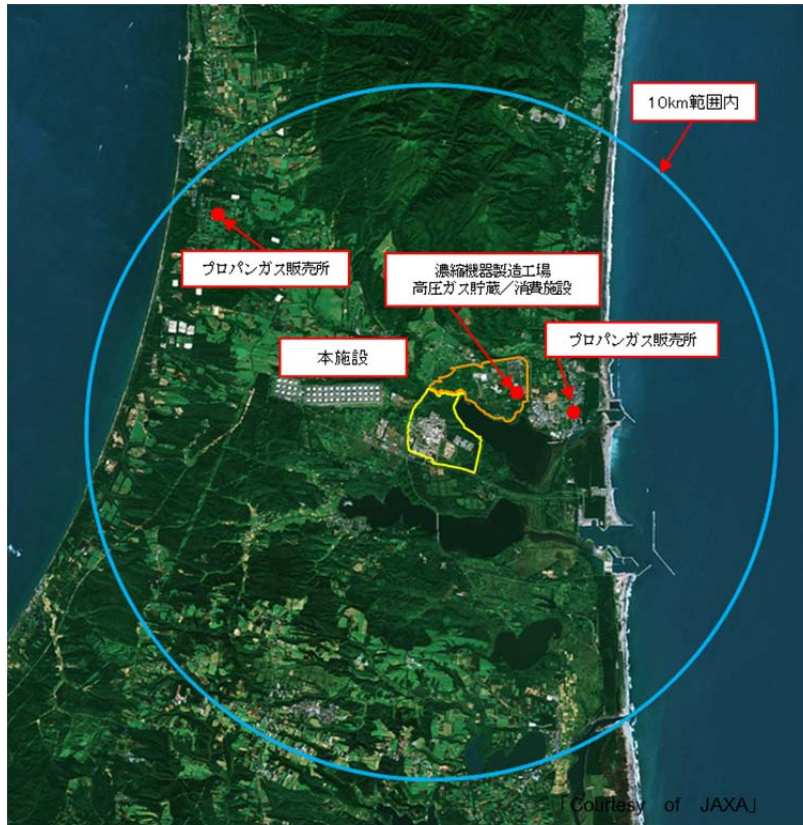 10km範囲内
プロパンガス販売所
濃縮機器製造工場
高圧ガス貯蔵／消費施設
プロパンガス販売所
本施設
「Courtesy of JAXA」